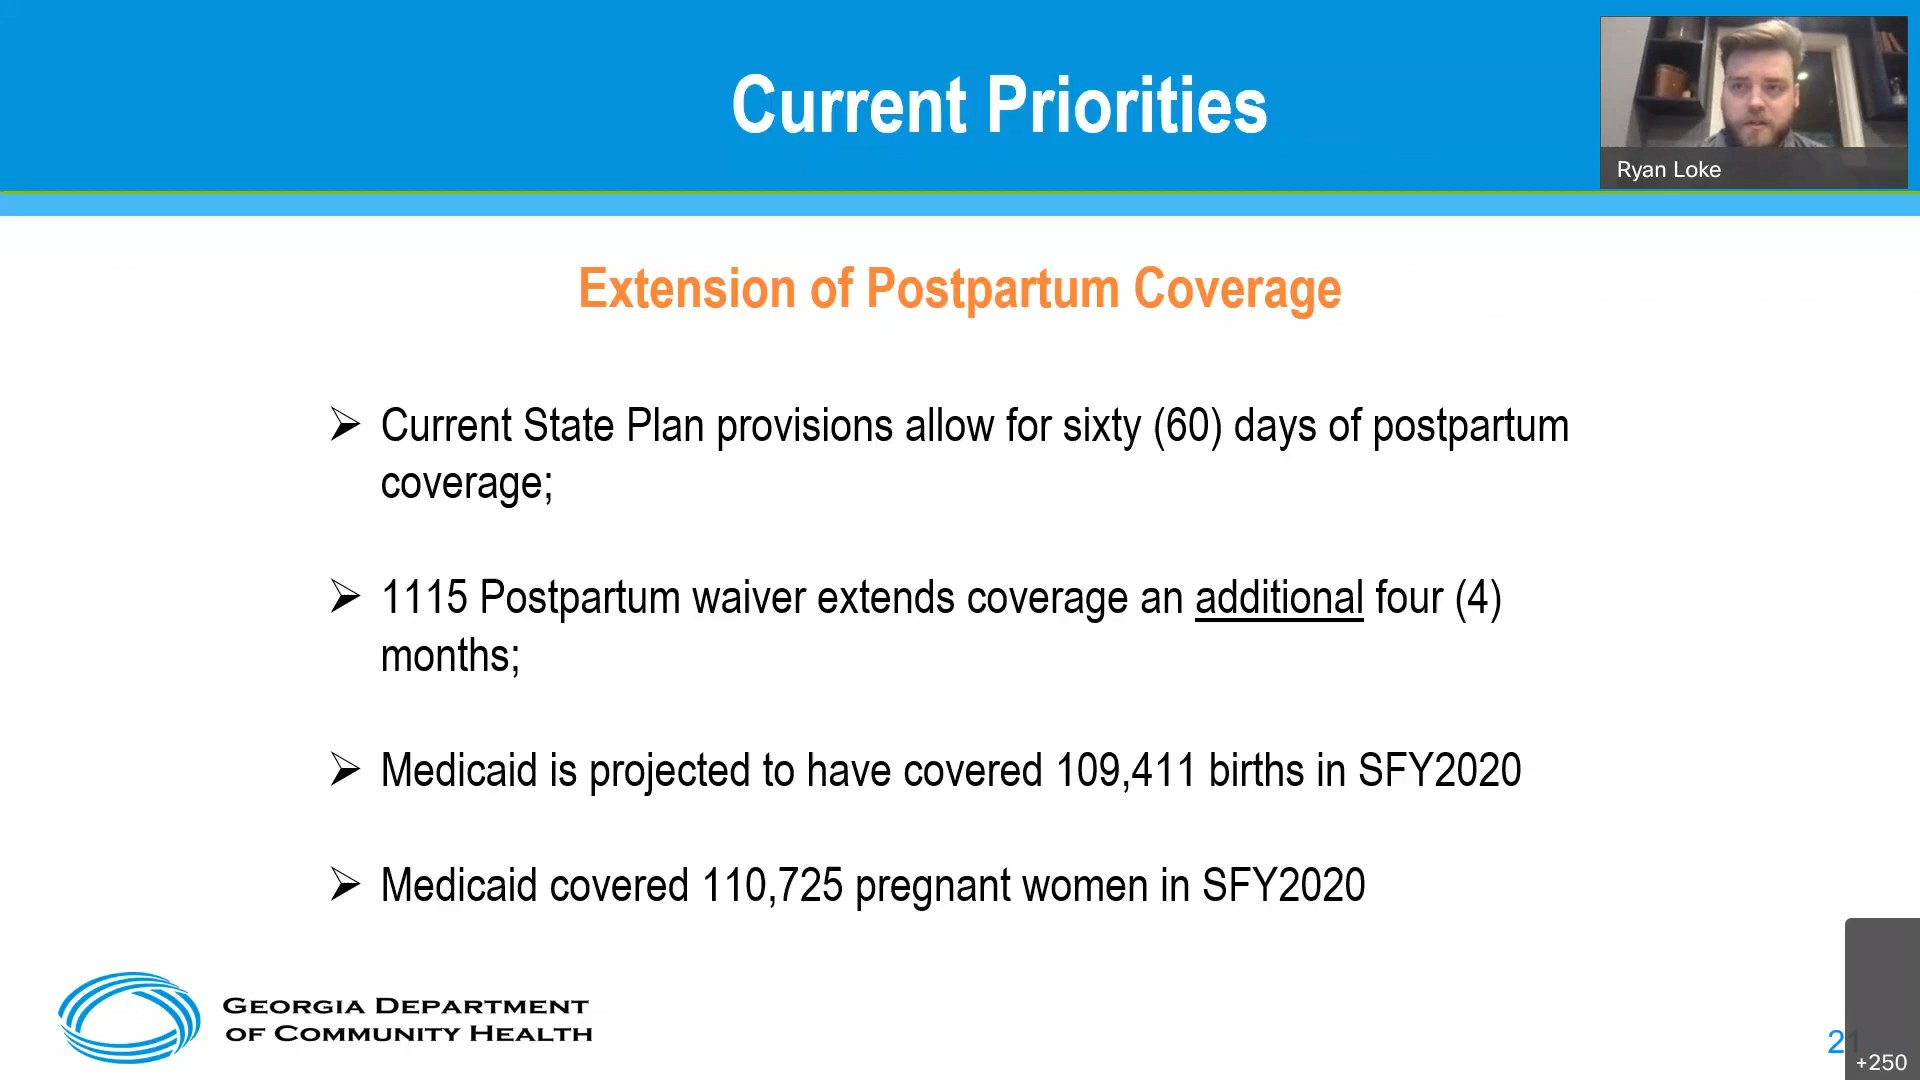 Current Priorities
Ryan Loke
Extension of Postpartum Coverage
➢ Current State Plan provisions allow for sixty (60) days of postpartum
coverage;
➢ 1115 Postpartum waiver extends coverage an additional four (4)
months;
➢ Medicaid is projected to have covered 109,411 births in SFY2020
➢ Medicaid covered 110,725 pregnant women in SFY2020
GEORGIA DEPARTMENT
OF COMMUNITY HEALTH
21
+250